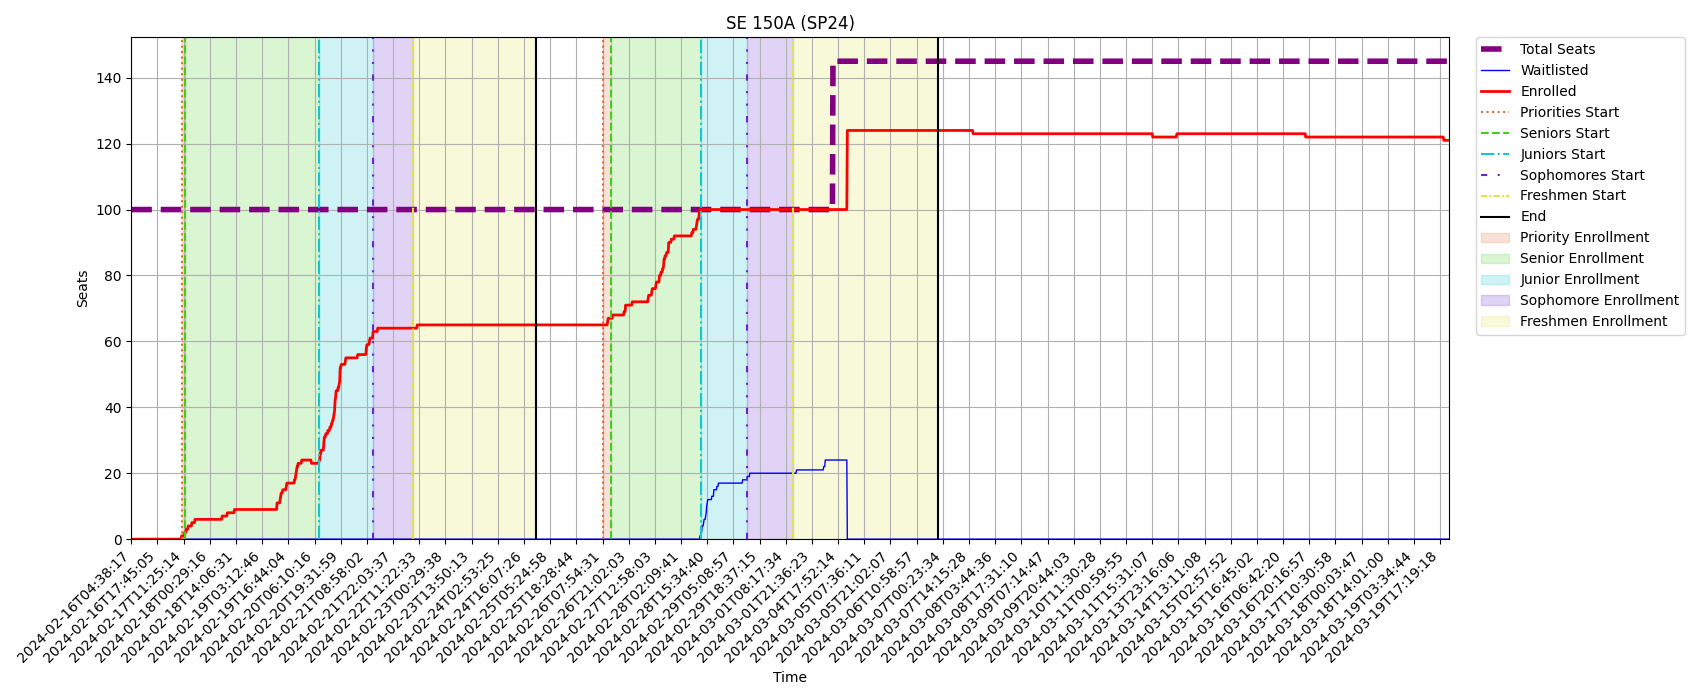 SE 150A (SP24)
Seats
140
120
100
80
60
40
20
0
2024-02-16T04:38:17
2024-02-16T17:45:05
2024-02-17T11:25:14
2024-02-18T00:29:16
2024-02-18T14:06:31
2024-02-19T03:12:46
2024-02-19T16:44:04
2024-02-20T06:10:16
2024-02-20T19:31:59
2024-02-21T08:58:02
2024-02-21T22:03:37
2024-02-22T11:22:33
2024-02-23T00:29:38
2024-02-23T13:50:13
2024-02-24T02:53:25
2024-02-24T16:07:26
2024-02-25T05:24:58
2024-02-25T18:28:44
2024-02-26T07:54:31
2024-02-26T21:02:03
2024-02-27T12:58:03
2024-02-28T02:09:41
2024-02-28T15:34:40
2024-02-29T05:08:57
2024-02-29T18:37:15
2024-03-01T08:17:34
2024-03-01T21:36:23
2024-03-04T17:52:14
2024-03-05T07:36:11
2024-03-05T21:02:07
2024-03-06T10:58:57
2024-03-07T00:23:34
2024-03-07T14:15:28
2024-03-08T03:44:36
2024-03-08T17:31:10
2024-03-09T07:14:47
2024-03-09T20:44:03
2024-03-10T11:30:28
2024-03-11T00:59:55
2024-03-11T15:31:07
2024-03-13T23:16:06
2024-03-14T13:11:08
2024-03-15T02:57:52
2024-03-15T16:45:02
2024-03-16T06:42:20
2024-03-16T20:16:57
2024-03-17T10:30:58
2024-03-18T00:03:47
2024-03-18T14:01:00
2024-03-19T03:34:44
2024-03-19T17:19:18
Time
Total Seats
Waitlisted
Enrolled
Priorities Start
Seniors Start
Juniors Start
Sophomores Start
Freshmen Start
End
Priority Enrollment
Senior Enrollment
Junior Enrollment
Sophomore Enrollment
Freshmen Enrollment